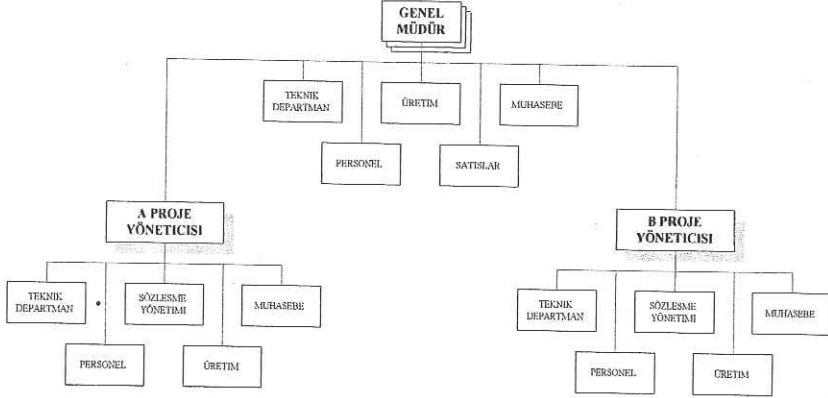 GENEL
MÜDÜR
TEKNIK
DEPARTMAN
ÜRETIM
MUHASEBE
PERSONEL
SATISLAR
A PROJE
YÖNETICISI
B PROJE
YÖNETICISI
TEKNIK
DEPARTMAN
SÖZLESME
YÖNETIMI
MUHASEBE
PERSONEL
ÜRETIM
TEKNIK
DEPARTMAN
SÖZLESME
YÖNETIMI
MUHASEBE
PERSONEL
ÜRETIM